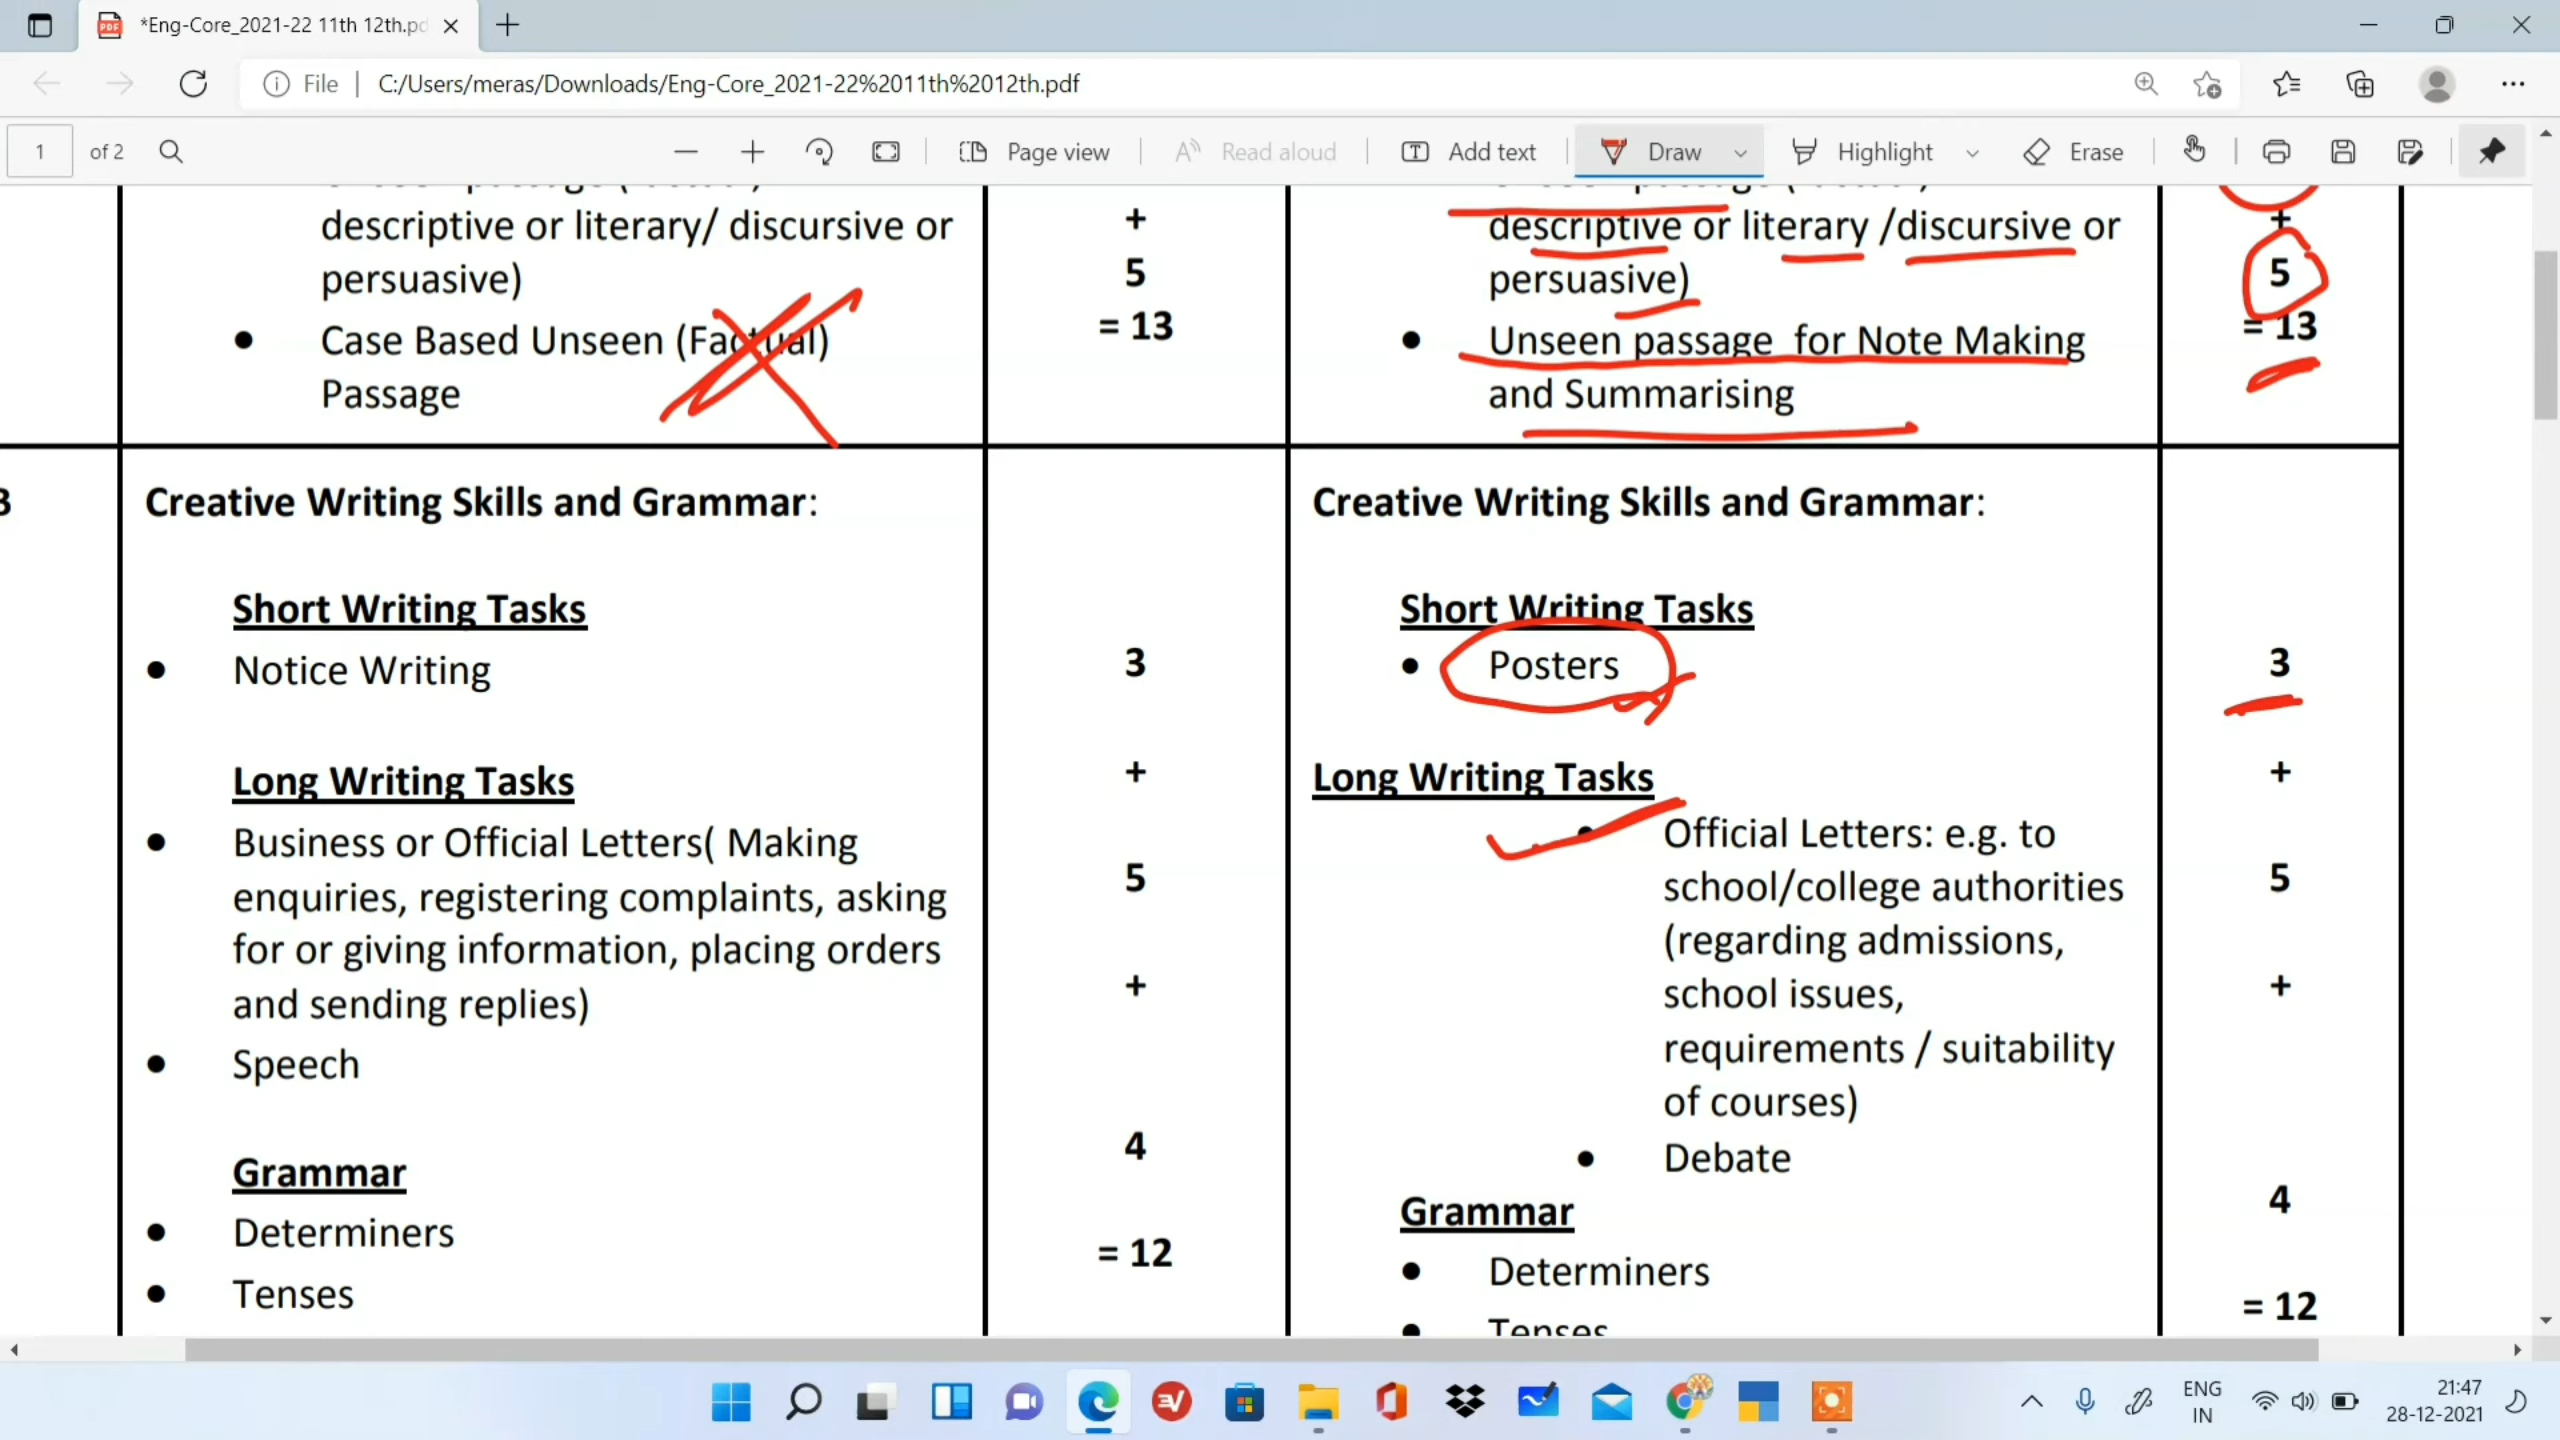 *Eng-Core_2021-22 11th 12th.pd
File
C:/Users/meras/Downloads/Eng-Core_2021-22%2011th%2012th.pdf
1
of 2
Page view
Read aloud
Add text
Draw
Highlight
Erase
descriptive or literary/ discursive or
persuasive)
Case Based Unseen (Factual)
Passage
+
5
= 13
descriptive or literary /discursive or
persuasive)
Unseen passage for Note Making
and Summarising
+
5
= 13
3
Creative Writing Skills and Grammar:
Short Writing Tasks
Notice Writing
Long Writing Tasks
Business or Official Letters( Making
enquiries, registering complaints, asking
for or giving information, placing orders
and sending replies)
Speech
Grammar
Determiners
Tenses
3
+
5
+
4
= 12
Creative Writing Skills and Grammar:
Short Writing Tasks
Posters
Long Writing Tasks
Official Letters: e.g. to
school/college authorities
(regarding admissions,
school issues,
requirements / suitability
of courses)
Debate
Grammar
Determiners
Tenses
3
+
5
+
4
= 12
ENG
IN
21:47
28-12-2021